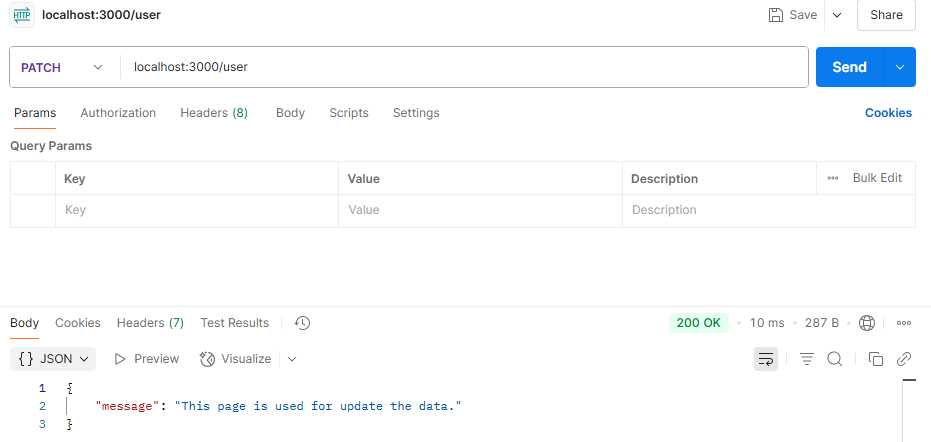 HTTP localhost:3000/user Save Share
PATCH localhost:3000/user Send
Params Authorization Headers (8) Body Scripts Settings Cookies
Query Params
Key Value Description Bulk Edit
Key Value Description
Body Cookies Headers (7) Test Results 200 OK • 10 ms • 287 B •
{} JSON Preview Visualize
1 {
2 "message": "This page is used for update the data."
3 }